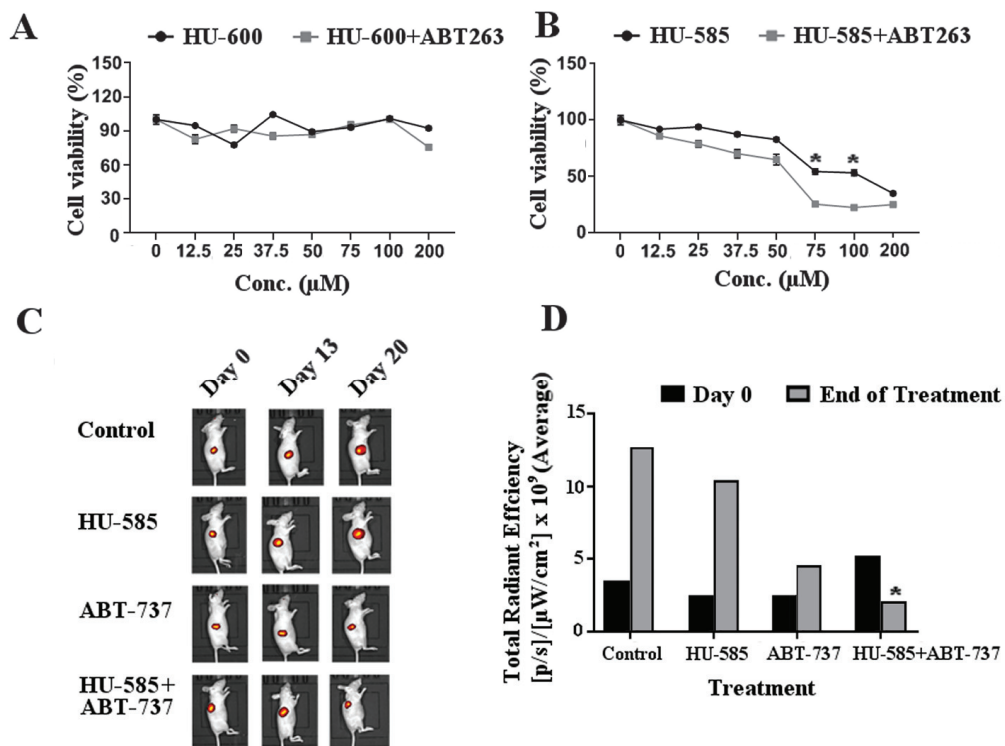 A
HU-600 HU-600+ABT263
Cell viability (%)
150
120
90
60
30
0
0 12.5 25 37.5 50 75 100 200
Conc. (µM)
B
HU-585 HU-585+ABT263
Cell viability (%)
150
100
50
0
* *
0 12.5 25 37.5 50 75 100 200
Conc. (µM)
C
Day 0 Day 13 Day 20
Control
HU-585
ABT-737
HU-585+
ABT-737
D
Day 0 End of Treatment
Total Radiant Effciency
[p/s]/[µW/cm²] x 10⁹ (Average)
15
10
5
0
*
Control HU-585 ABT-737 HU-585+ABT-737
Treatment